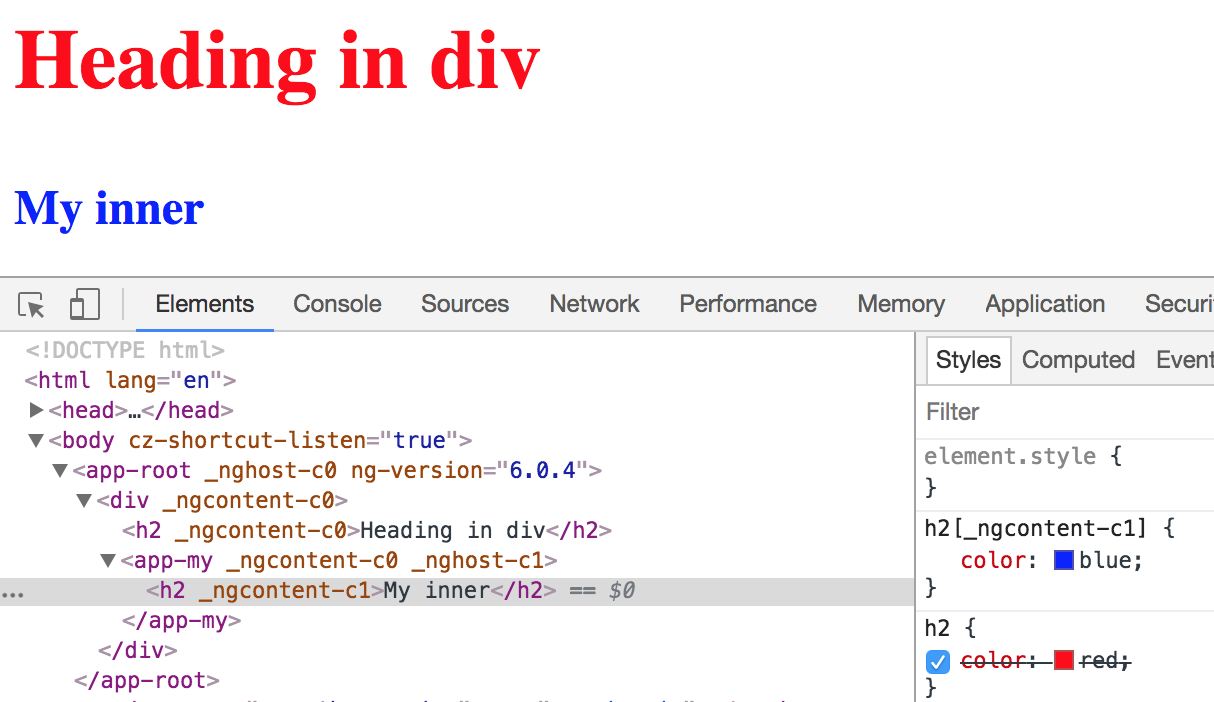 Heading in div
My inner
Elements Console Sources Network Performance Memory Application Securi
<!DOCTYPE html>
<html lang="en">
<head>…</head>
<body cz-shortcut-listen="true">
<app-root _nghost-c0 ng-version="6.0.4">
<div _ngcontent-c0>
<h2 _ngcontent-c0>Heading in div</h2>
<app-my _ngcontent-c0 _nghost-c1>
... <h2 _ngcontent-c1>My inner</h2> == $0
</app-my>
</div>
</app-root>
Styles Computed Event
Filter
element.style {
}
h2[_ngcontent-c1] {
color: blue;
}
h2 {
color: red;
}